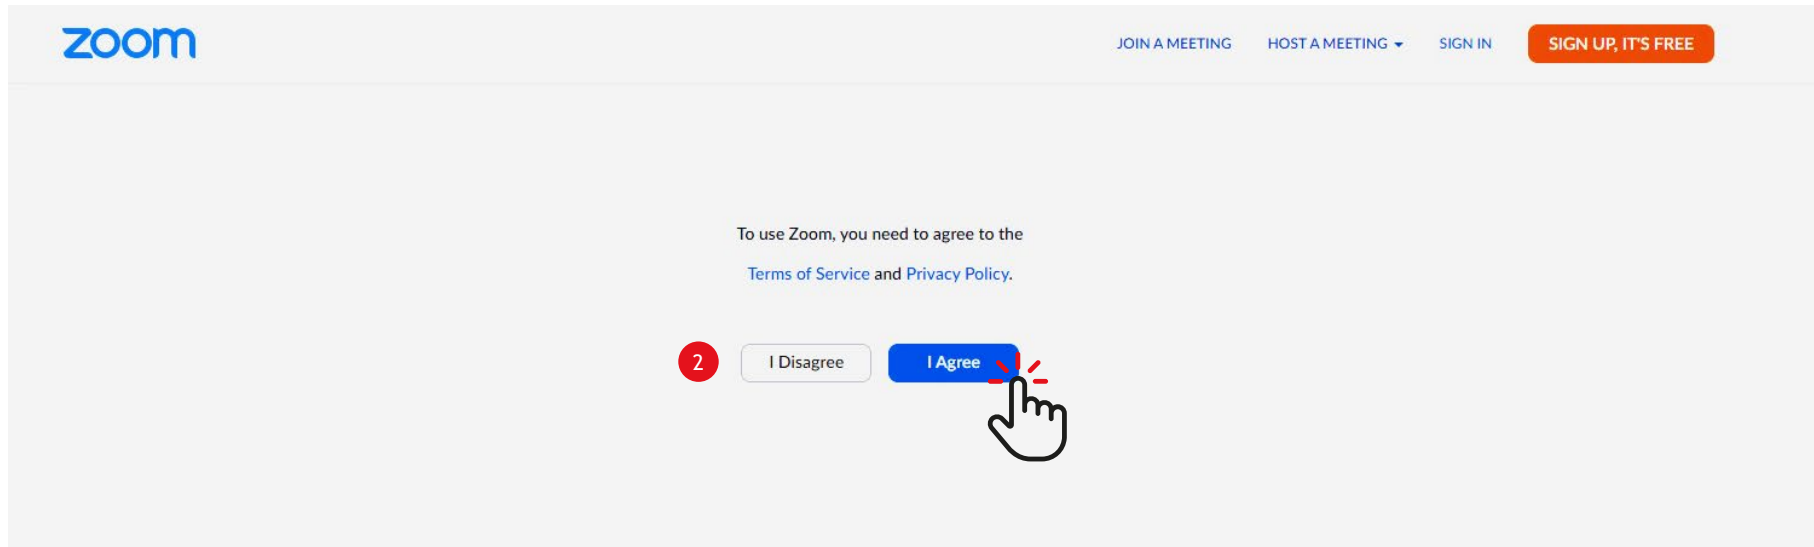 zoom
JOIN A MEETING
HOST A MEETING
SIGN IN
SIGN UP, IT'S FREE
To use Zoom, you need to agree to the
Terms of Service and Privacy Policy.
2
I Disagree
I Agree